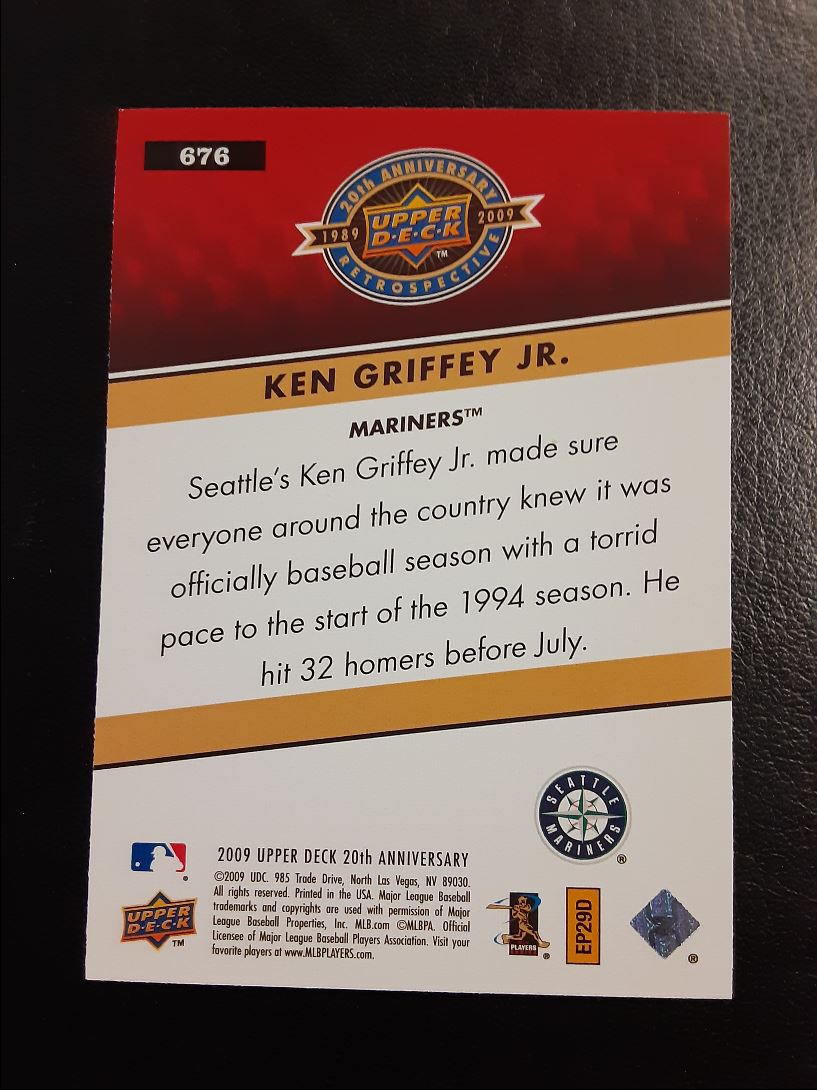 676
20th ANNIVERSARY
1989 UPPER 2009
D·E·C·K
TM
RETROSPECTIVE
KEN GRIFFEY JR.
MARINERS™
Seattle's Ken Griffey Jr. made sure
everyone around the country knew it was
officially baseball season with a torrid
pace to the start of the 1994 season. He
hit 32 homers before July.
SEATTLE
MARINERS
®
2009 UPPER DECK 20th ANNIVERSARY
©2009 UDC. 985 Trade Drive, North Las Vegas, NV 89030.
All rights reserved. Printed in the USA. Major League Baseball
trademarks and copyrights are used with permission of Major
League Baseball Properties, Inc. MLB.com ©MLBPA. Official
Licensee of Major League Baseball Players Association. Visit your
favorite players at www.MLBPLAYERS.com.
®
UPPER
D·E·C·K
TM
PLAYERS
®
EP29D
®